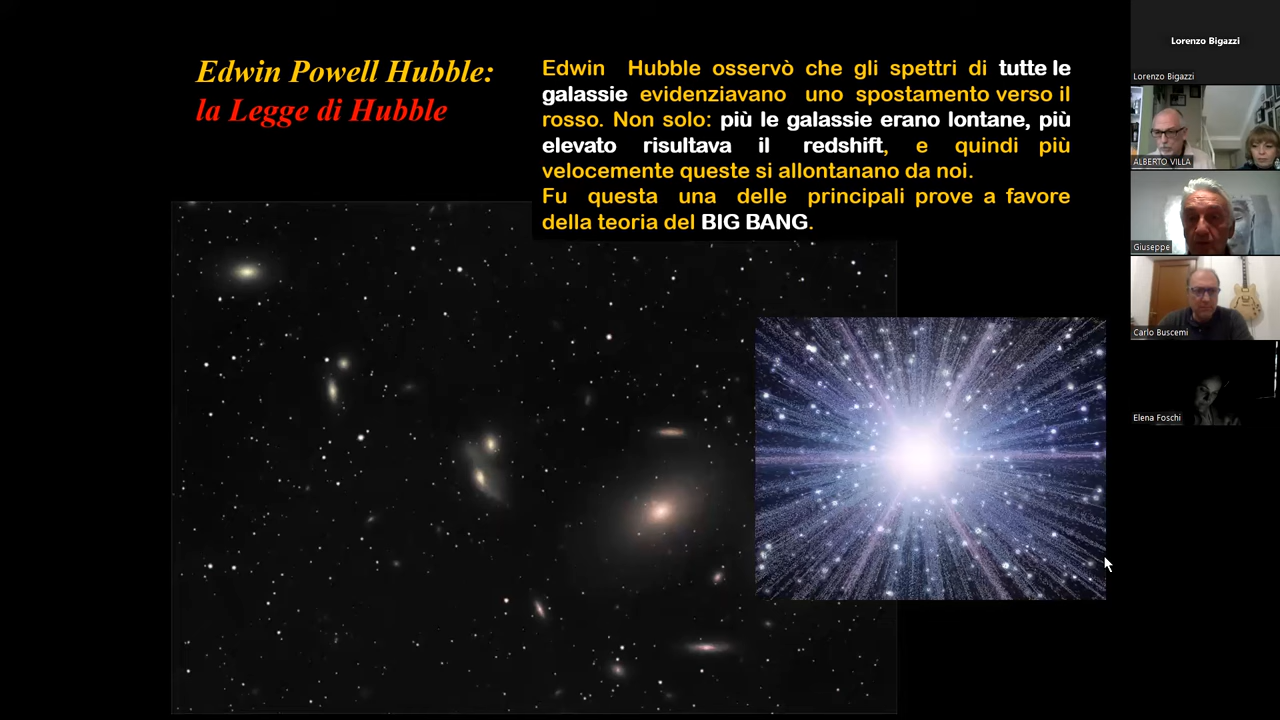 Edwin Powell Hubble:
la Legge di Hubble
Edwin Hubble osservò che gli spettri di tutte le
galassie evidenziavano uno spostamento verso il
rosso. Non solo: più le galassie erano lontane, più
elevato risultava il redshift, e quindi più
velocemente queste si allontanano da noi.
Fu questa una delle principali prove a favore
della teoria del BIG BANG.
Lorenzo Bigazzi
Lorenzo Bigazzi
ALBERTO VILLA
Giuseppe
Carlo Buscemi
Elena Foschi